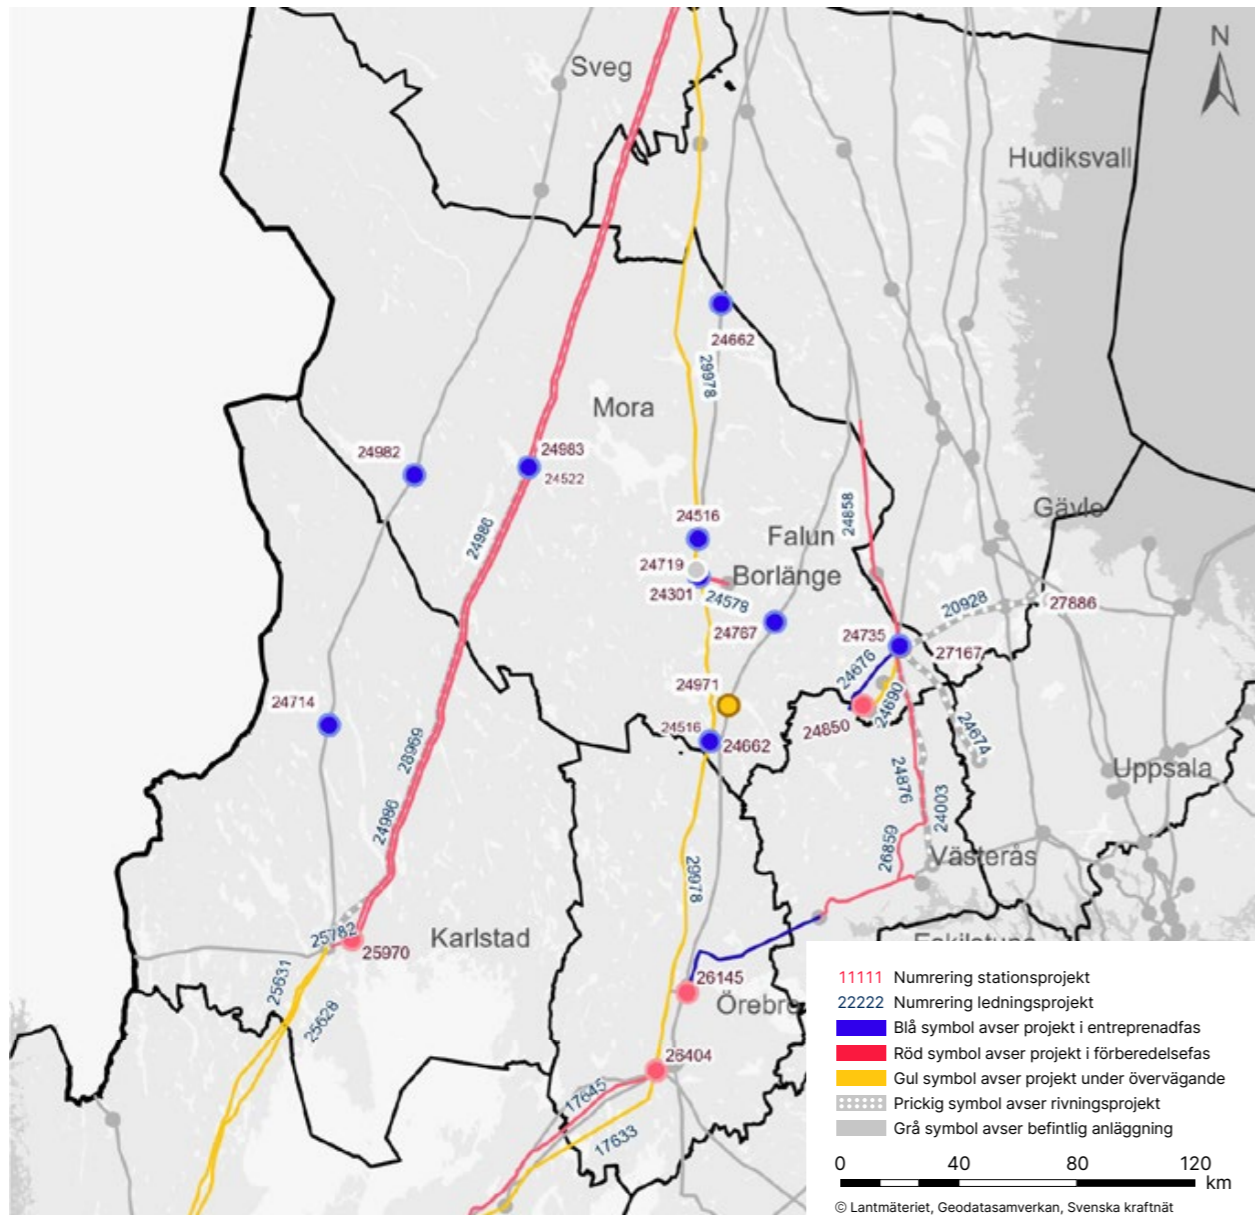 N
Sveg
Hudiksvall
24662
29978
Mora
24982
24983
24522
24986
24516
24858
Gävle
Falun
24719
Borlänge
24301
24578
20928
27886
24767
24735
27167
24676
24971
24690
24714
24850
24674
24516
24662
28969
24876
Uppsala
24986
24003
26859
Västerås
29978
25782
Karlstad
25970
25631
25628
26145
Örebro
26404
17645
17633
11111 Numrering stationsprojekt
22222 Numrering ledningsprojekt
Blå symbol avser projekt i entreprenadfas
Röd symbol avser projekt i förberedelsefas
Gul symbol avser projekt under övervägande
Prickig symbol avser rivningsprojekt
Grå symbol avser befintlig anläggning
0 40 80 120
km
© Lantmäteriet, Geodatasamverkan, Svenska kraftnät